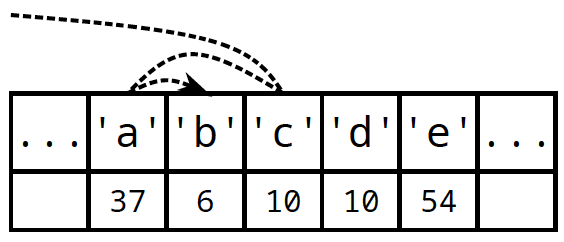 ... 'a' 'b' 'c' 'd' 'e' ...
37 6 10 10 54